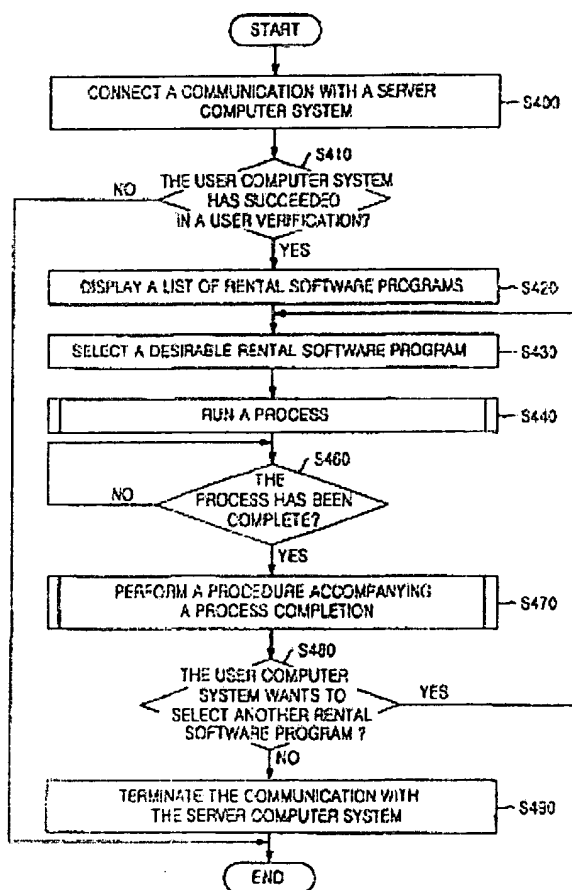 START
CONNECT A COMMUNICATION WITH A SERVER
COMPUTER SYSTEM
S400
S410
NO
THE USER COMPUTER SYSTEM
HAS SUCCEEDED
IN A USER VERIFICATION?
YES
DISPLAY A LIST OF RENTAL SOFTWARE PROGRAMS
S420
SELECT A DESIRABLE RENTAL SOFTWARE PROGRAM
S430
RUN A PROCESS
S440
S460
NO
THE
PROCESS HAS BEEN
COMPLETE?
YES
PERFORM A PROCEDURE ACCOMPANYING
A PROCESS COMPLETION
S470
S480
THE USER COMPUTER
SYSTEM WANTS TO
SELECT ANOTHER RENTAL
SOFTWARE PROGRAM ?
YES
NO
TERMINATE THE COMMUNICATION WITH
THE SERVER COMPUTER SYSTEM
S490
END